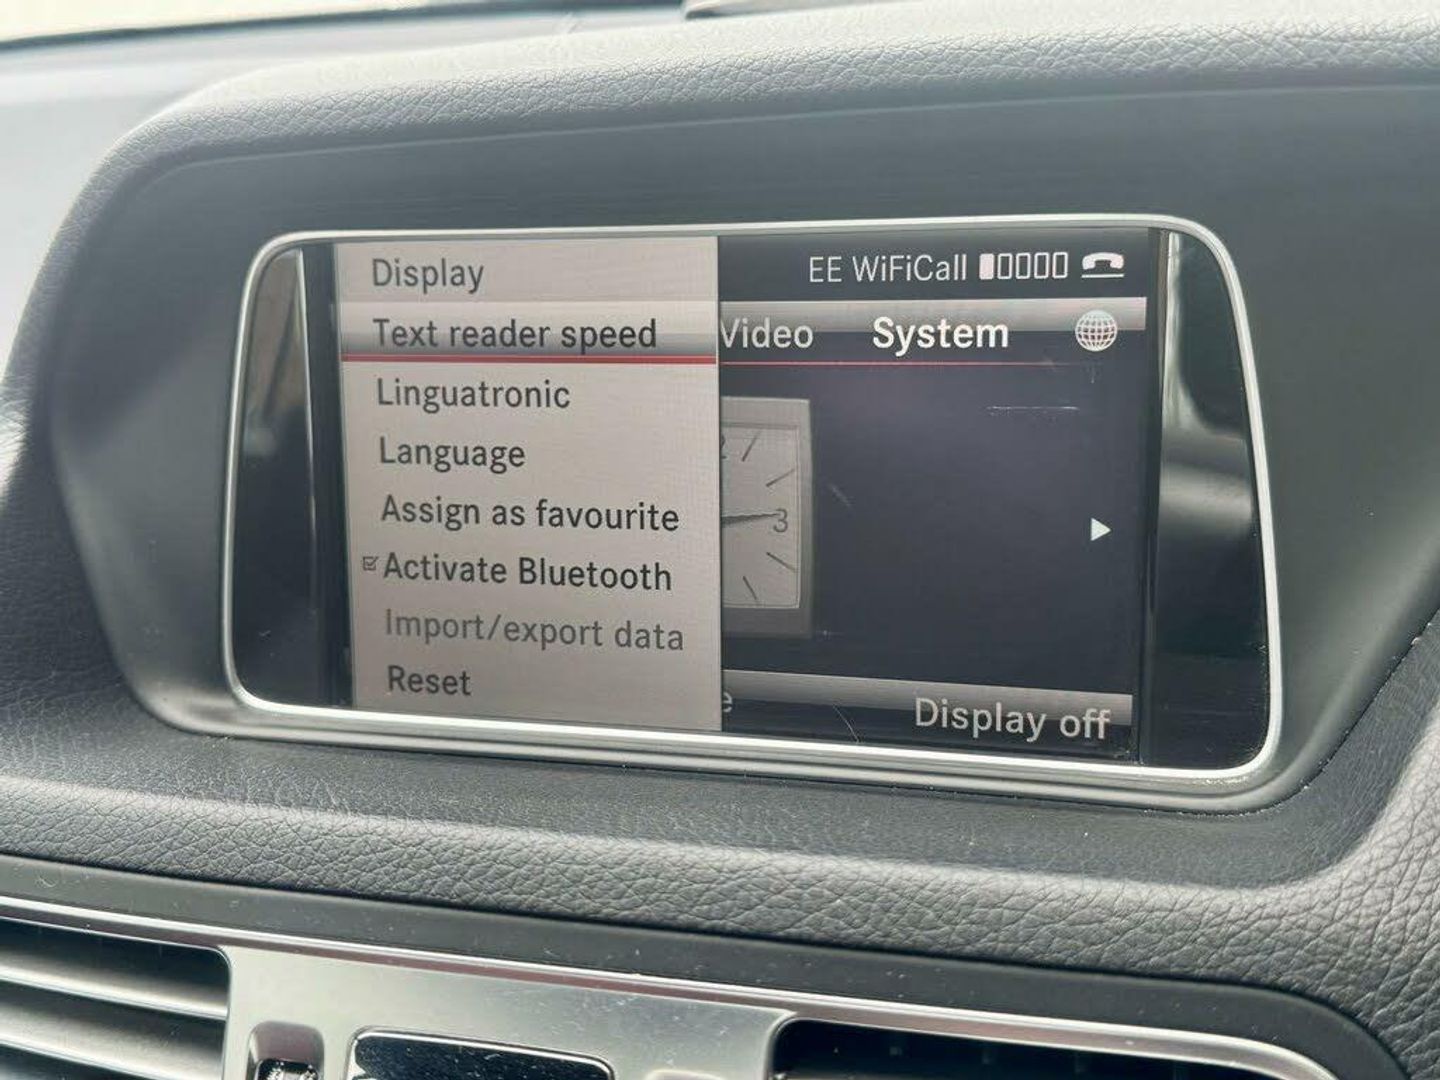 Display
Text reader speed
Linguatronic
Language
Assign as favourite
Activate Bluetooth
Import/export data
Reset
EE WiFiCall
Video System
3
Display off